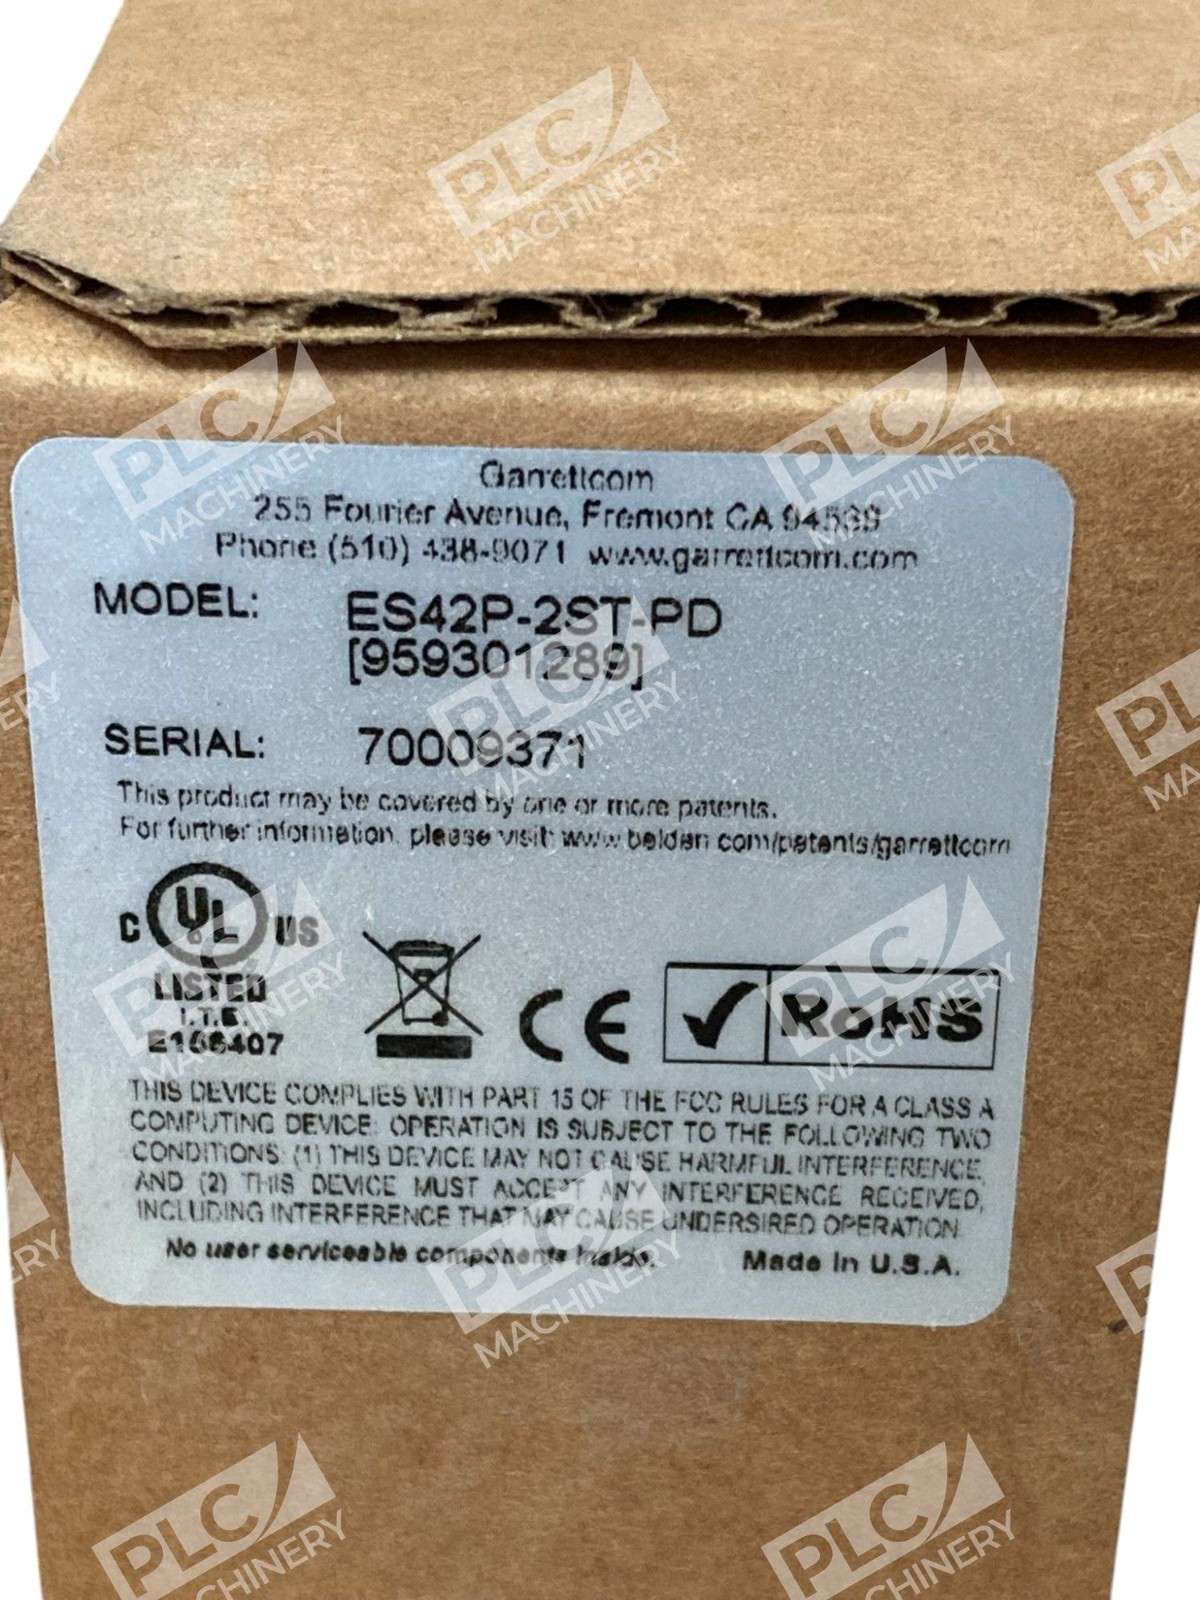 Garrettcom
255 Fourier Avenue, Fremont CA 94539
Phone (510) 438-9071 www.garrettcom.com
MODEL: ES42P-2ST-PD
[959301289]
SERIAL: 70009371
This product may be covered by one or more patents.
For further information, please visit: www.belden.com/patents/garrettcom
C UL US
LISTED
I.T.E.
E156407
CE
RoHS
THIS DEVICE COMPLIES WITH PART 15 OF THE FCC RULES FOR A CLASS A
COMPUTING DEVICE. OPERATION IS SUBJECT TO THE FOLLOWING TWO
CONDITIONS: (1) THIS DEVICE MAY NOT CAUSE HARMFUL INTERFERENCE,
AND (2) THIS DEVICE MUST ACCEPT ANY INTERFERENCE RECEIVED,
INCLUDING INTERFERENCE THAT MAY CAUSE UNDERSIRED OPERATION.
No user serviceable components inside. Made in U.S.A.
PLC MACHINERY